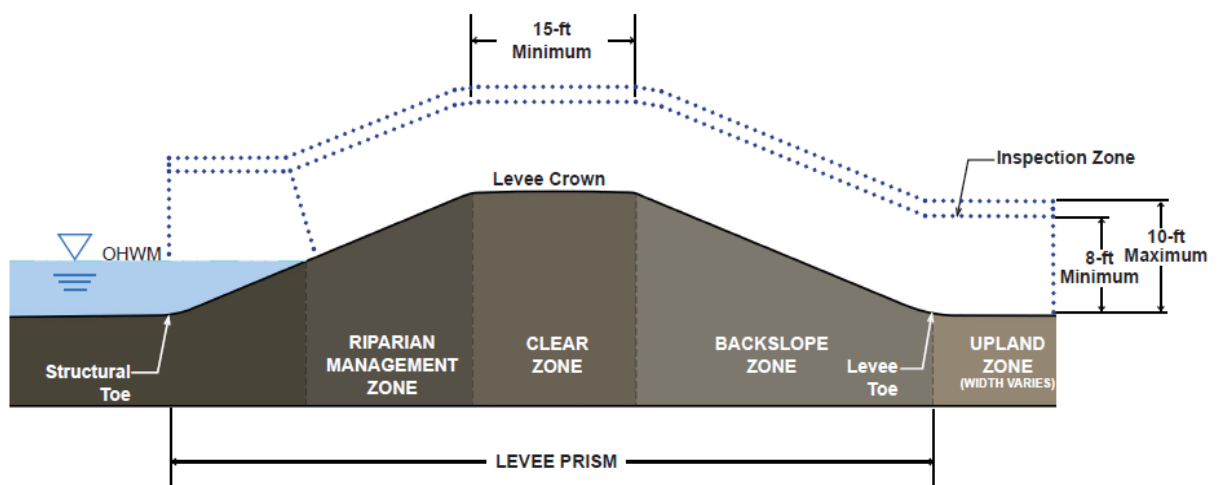 15-ft
Minimum
Inspection Zone
Levee Crown
10-ft
Maximum
8-ft
Minimum
OHWM
Structural
Toe
RIPARIAN
MANAGEMENT
ZONE
CLEAR
ZONE
BACKSLOPE
ZONE
Levee
Toe
UPLAND
ZONE
(WIDTH VARIES)
LEVEE PRISM